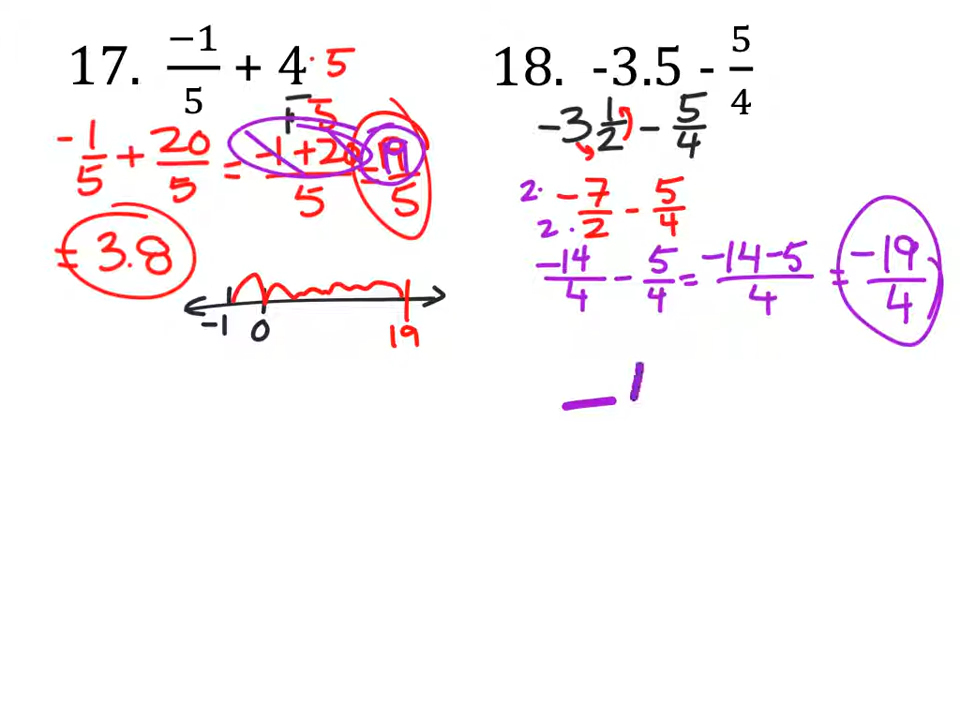 17. -1/5 + 4 · 5
1 5
-1/5 + 20/5 = (-1 + 20)/5 = 19/5
= 3.8
-1 0 19
18. -3.5 - 5/4
-3 1/2 - 5/4
2· -7/2 - 5/4
2·
-14/4 - 5/4 = (-14-5)/4 = -19/4
-1